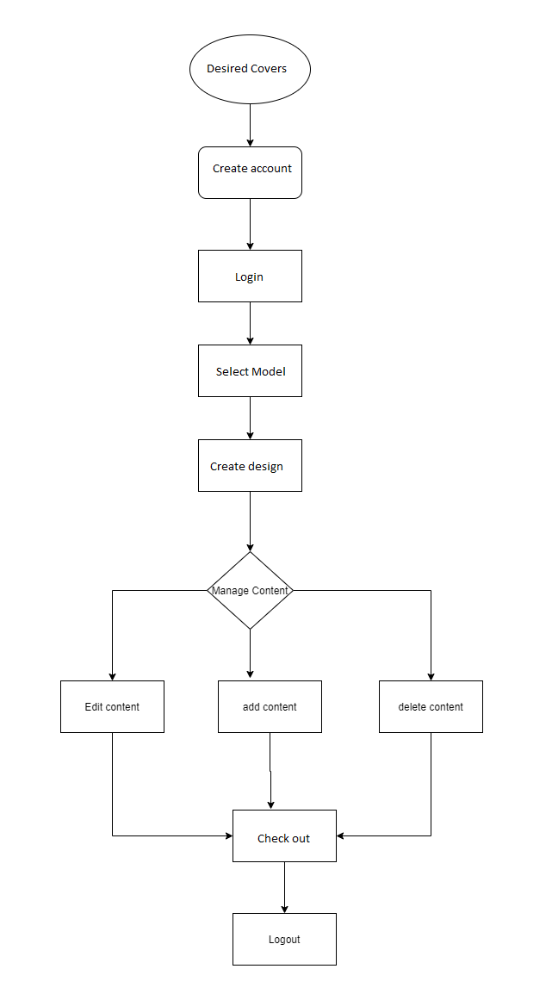 Desired Covers
Create account
Login
Select Model
Create design
Manage Content
Edit content
add content
delete content
Check out
Logout